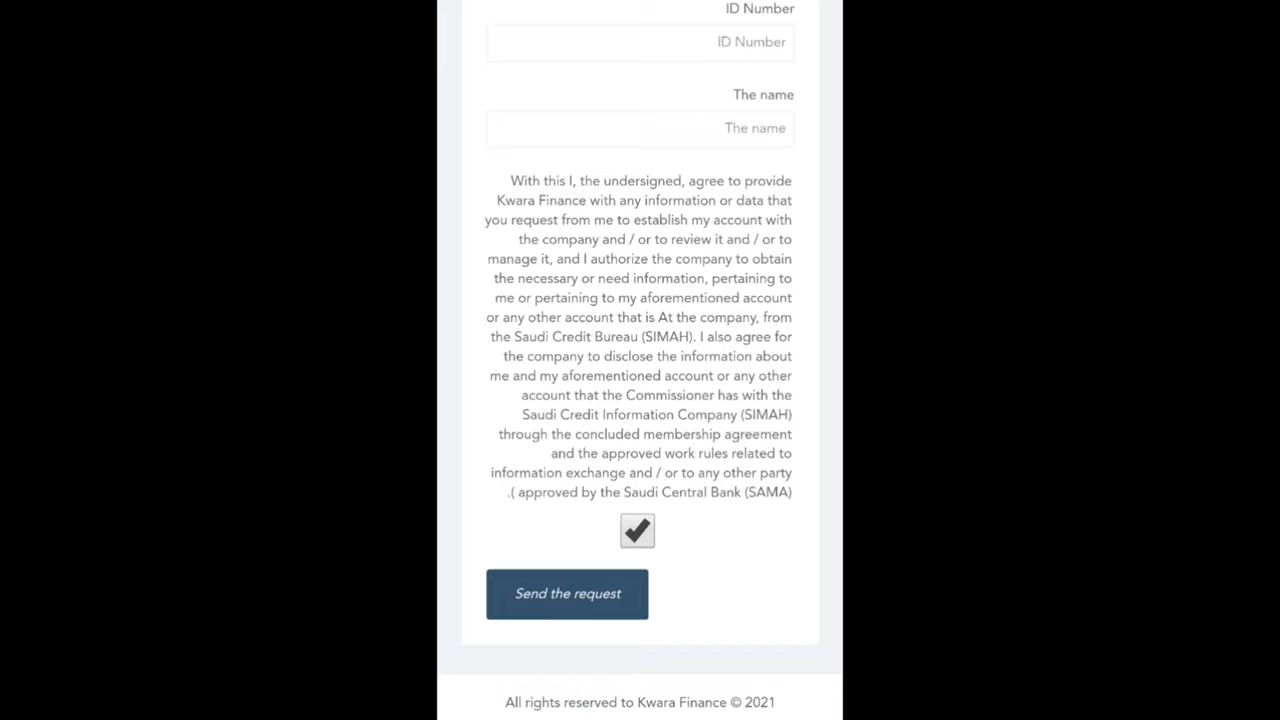 ID Number
ID Number
The name
The name
With this I, the undersigned, agree to provide
Kwara Finance with any information or data that
you request from me to establish my account with
the company and / or to review it and / or to
manage it, and I authorize the company to obtain
the necessary or need information, pertaining to
me or pertaining to my aforementioned account
or any other account that is At the company, from
the Saudi Credit Bureau (SIMAH). I also agree for
the company to disclose the information about
me and my aforementioned account or any other
account that the Commissioner has with the
Saudi Credit Information Company (SIMAH)
through the concluded membership agreement
and the approved work rules related to
information exchange and / or to any other party
.( approved by the Saudi Central Bank (SAMA)
Send the request
All rights reserved to Kwara Finance © 2021